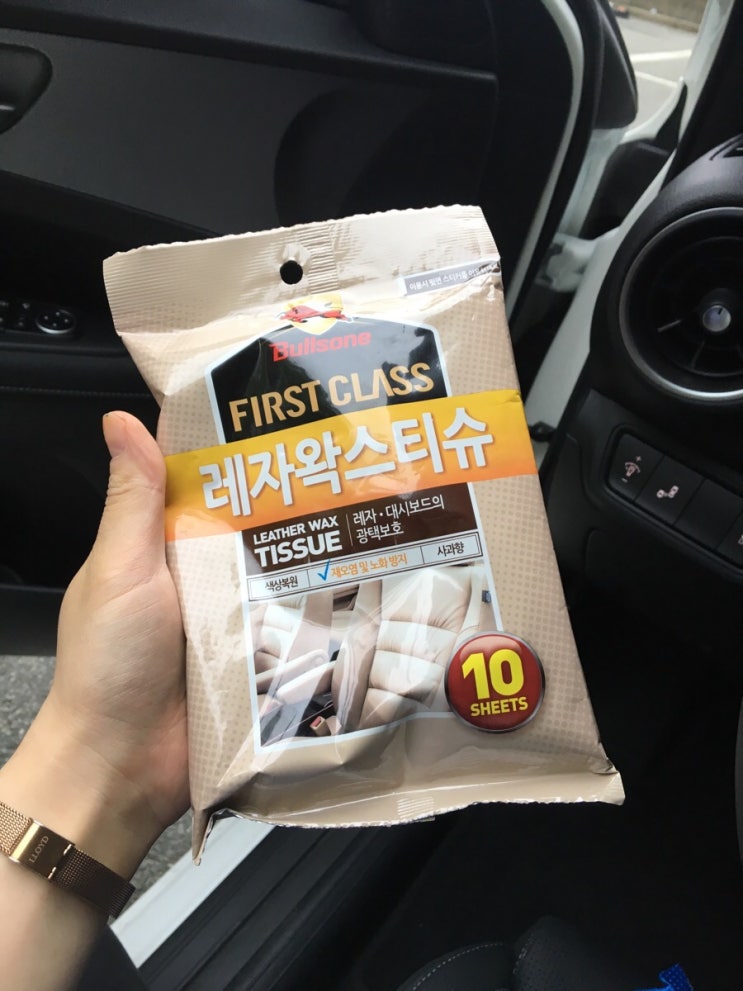 Bullsone
FIRST CLASS
레자왁스티슈
LEATHER WAX
TISSUE
레자·대시보드의
광택보호
색상복원
재오염 및 노화 방지
사과향
10
SHEETS
LLOYD